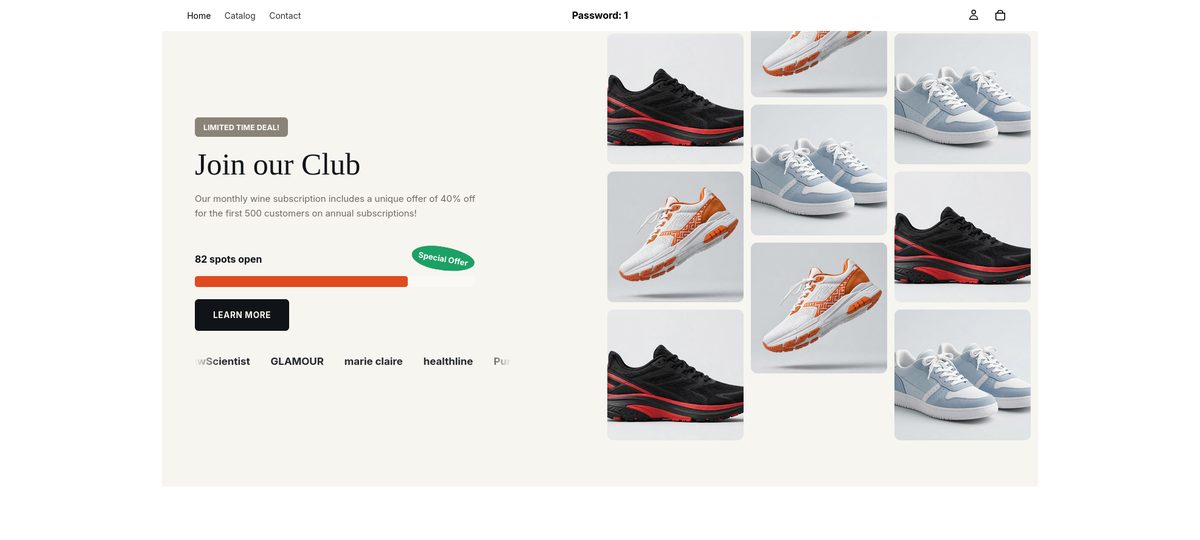 Home Catalog Contact
Password: 1
LIMITED TIME DEAL!
Join our Club
Our monthly wine subscription includes a unique offer of 40% off
for the first 500 customers on annual subscriptions!
82 spots open
Special Offer
LEARN MORE
wScientist GLAMOUR marie claire healthline Pur